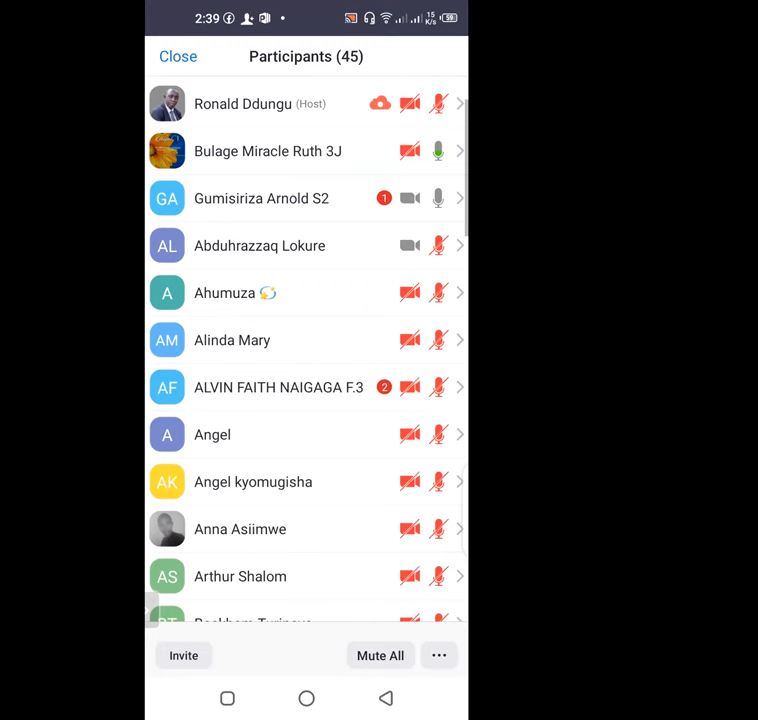 2:39
15
K/s
59
Close
Participants (45)
Ronald Ddungu (Host)
Bulage Miracle Ruth 3J
GA Gumisiriza Arnold S2 1
AL Abduhrazzaq Lokure
A Ahumuza 💫
AM Alinda Mary
AF ALVIN FAITH NAIGAGA F.3 2
A Angel
AK Angel kyomugisha
Anna Asiimwe
AS Arthur Shalom
Invite
Mute All